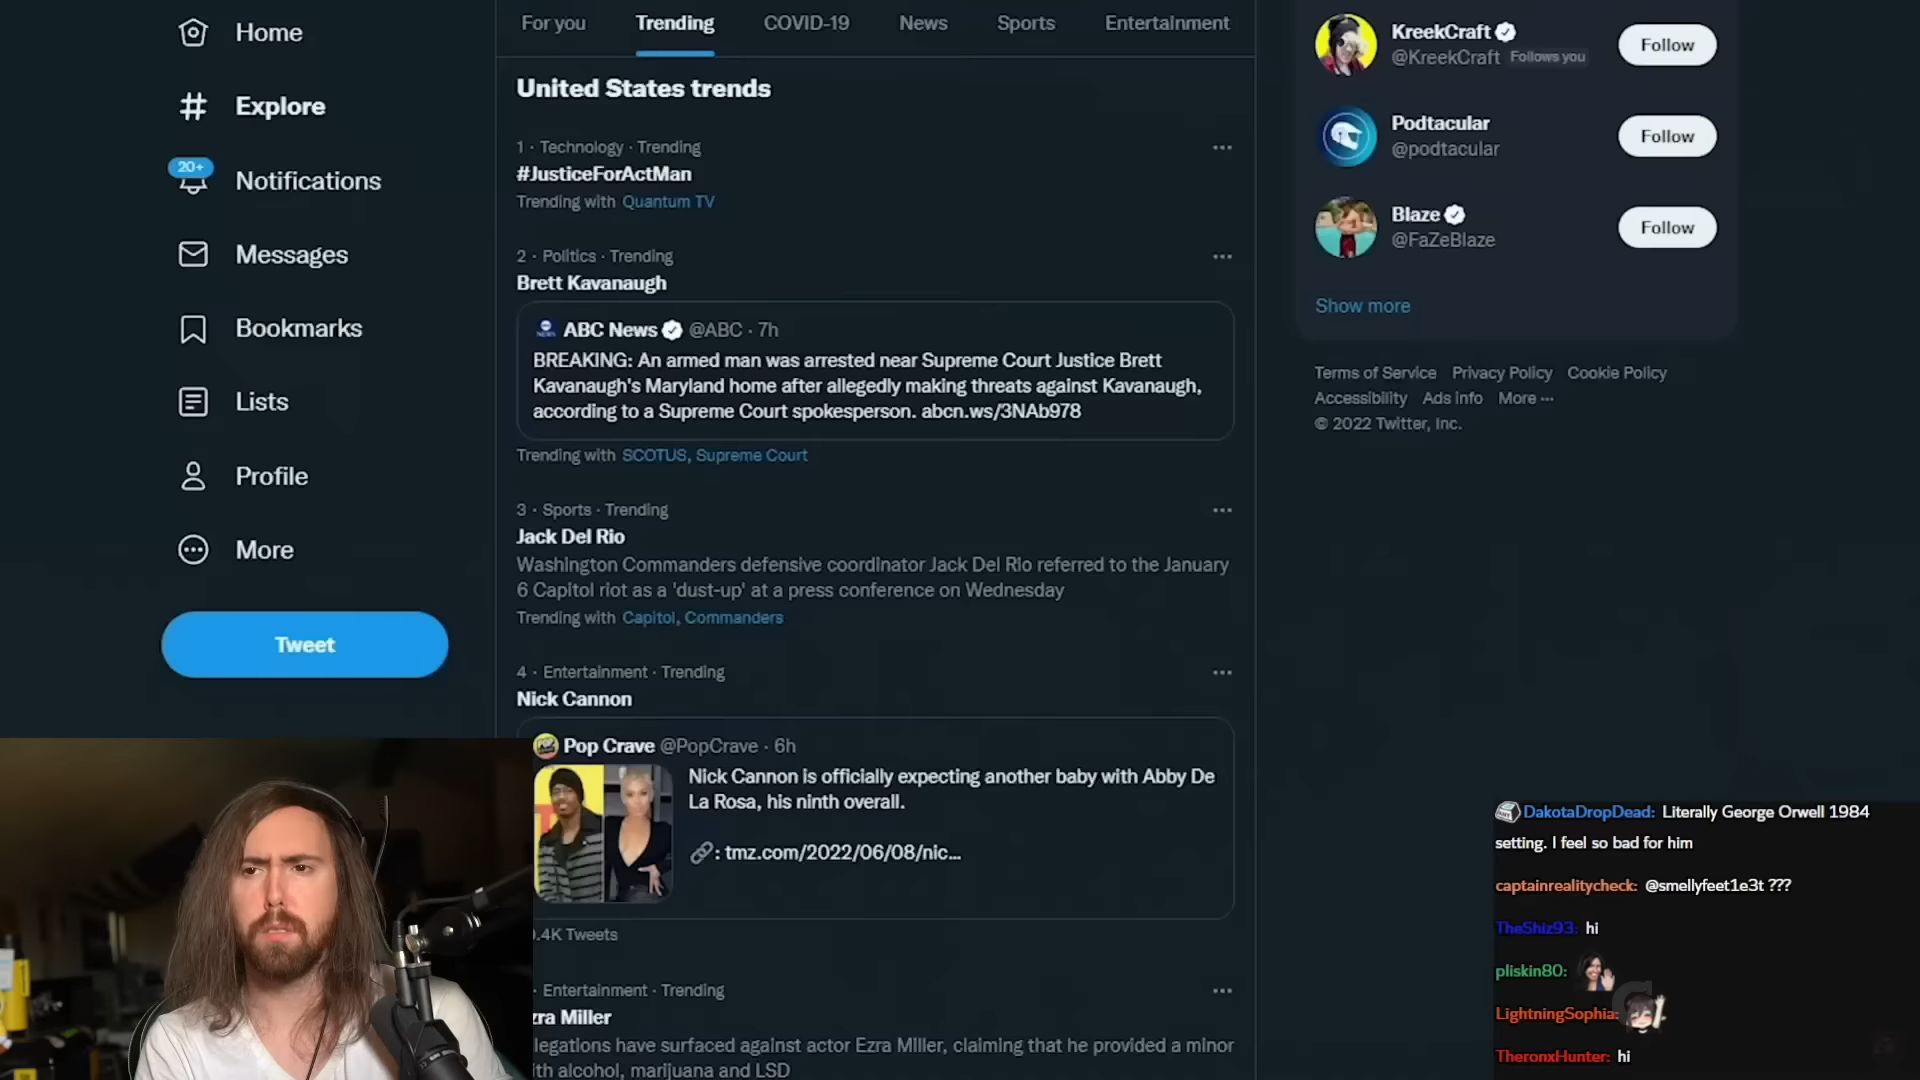 Home
Explore
20+
Notifications
Messages
Bookmarks
Lists
Profile
More
Tweet
For you
Trending
COVID-19
News
Sports
Entertainment
United States trends
1 · Technology · Trending
#JusticeForActMan
Trending with Quantum TV
2 · Politics · Trending
Brett Kavanaugh
ABC News @ABC · 7h
BREAKING: An armed man was arrested near Supreme Court Justice Brett
Kavanaugh's Maryland home after allegedly making threats against Kavanaugh,
according to a Supreme Court spokesperson. abcn.ws/3NAb978
Trending with SCOTUS, Supreme Court
3 · Sports · Trending
Jack Del Rio
Washington Commanders defensive coordinator Jack Del Rio referred to the January
6 Capitol riot as a 'dust-up' at a press conference on Wednesday
Trending with Capitol, Commanders
4 · Entertainment · Trending
Nick Cannon
Pop Crave @PopCrave · 6h
Nick Cannon is officially expecting another baby with Abby De
La Rosa, his ninth overall.
: tmz.com/2022/06/08/nic...
.4K Tweets
· Entertainment · Trending
zra Miller
legations have surfaced against actor Ezra Miller, claiming that he provided a minor
ith alcohol, marijuana and LSD
KreekCraft
@KreekCraft Follows you
Follow
Podtacular
@podtacular
Follow
Blaze
@FaZeBlaze
Follow
Show more
Terms of Service Privacy Policy Cookie Policy
Accessibility Ads info More ···
© 2022 Twitter, Inc.
DakotaDropDead: Literally George Orwell 1984
setting. I feel so bad for him
captainrealitycheck: @smellyfeet1e3t ???
TheShiz93: hi
pliskin80:
LightningSophia:
TheronxHunter: hi